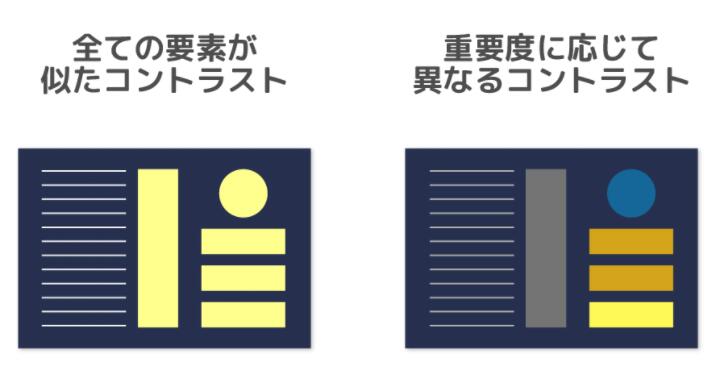 全ての要素が
似たコントラスト
重要度に応じて
異なるコントラスト